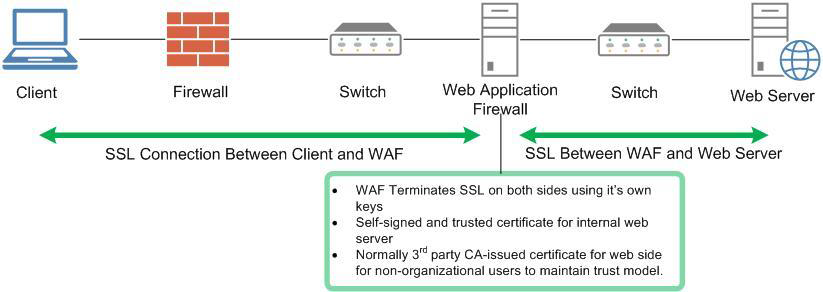 Client
Firewall
Switch
Web Application
Firewall
Switch
Web Server
SSL Connection Between Client and WAF
SSL Between WAF and Web Server
• WAF Terminates SSL on both sides using it's own
keys
• Self-signed and trusted certificate for internal web
server
• Normally 3rd party CA-issued certificate for web side
for non-organizational users to maintain trust model.